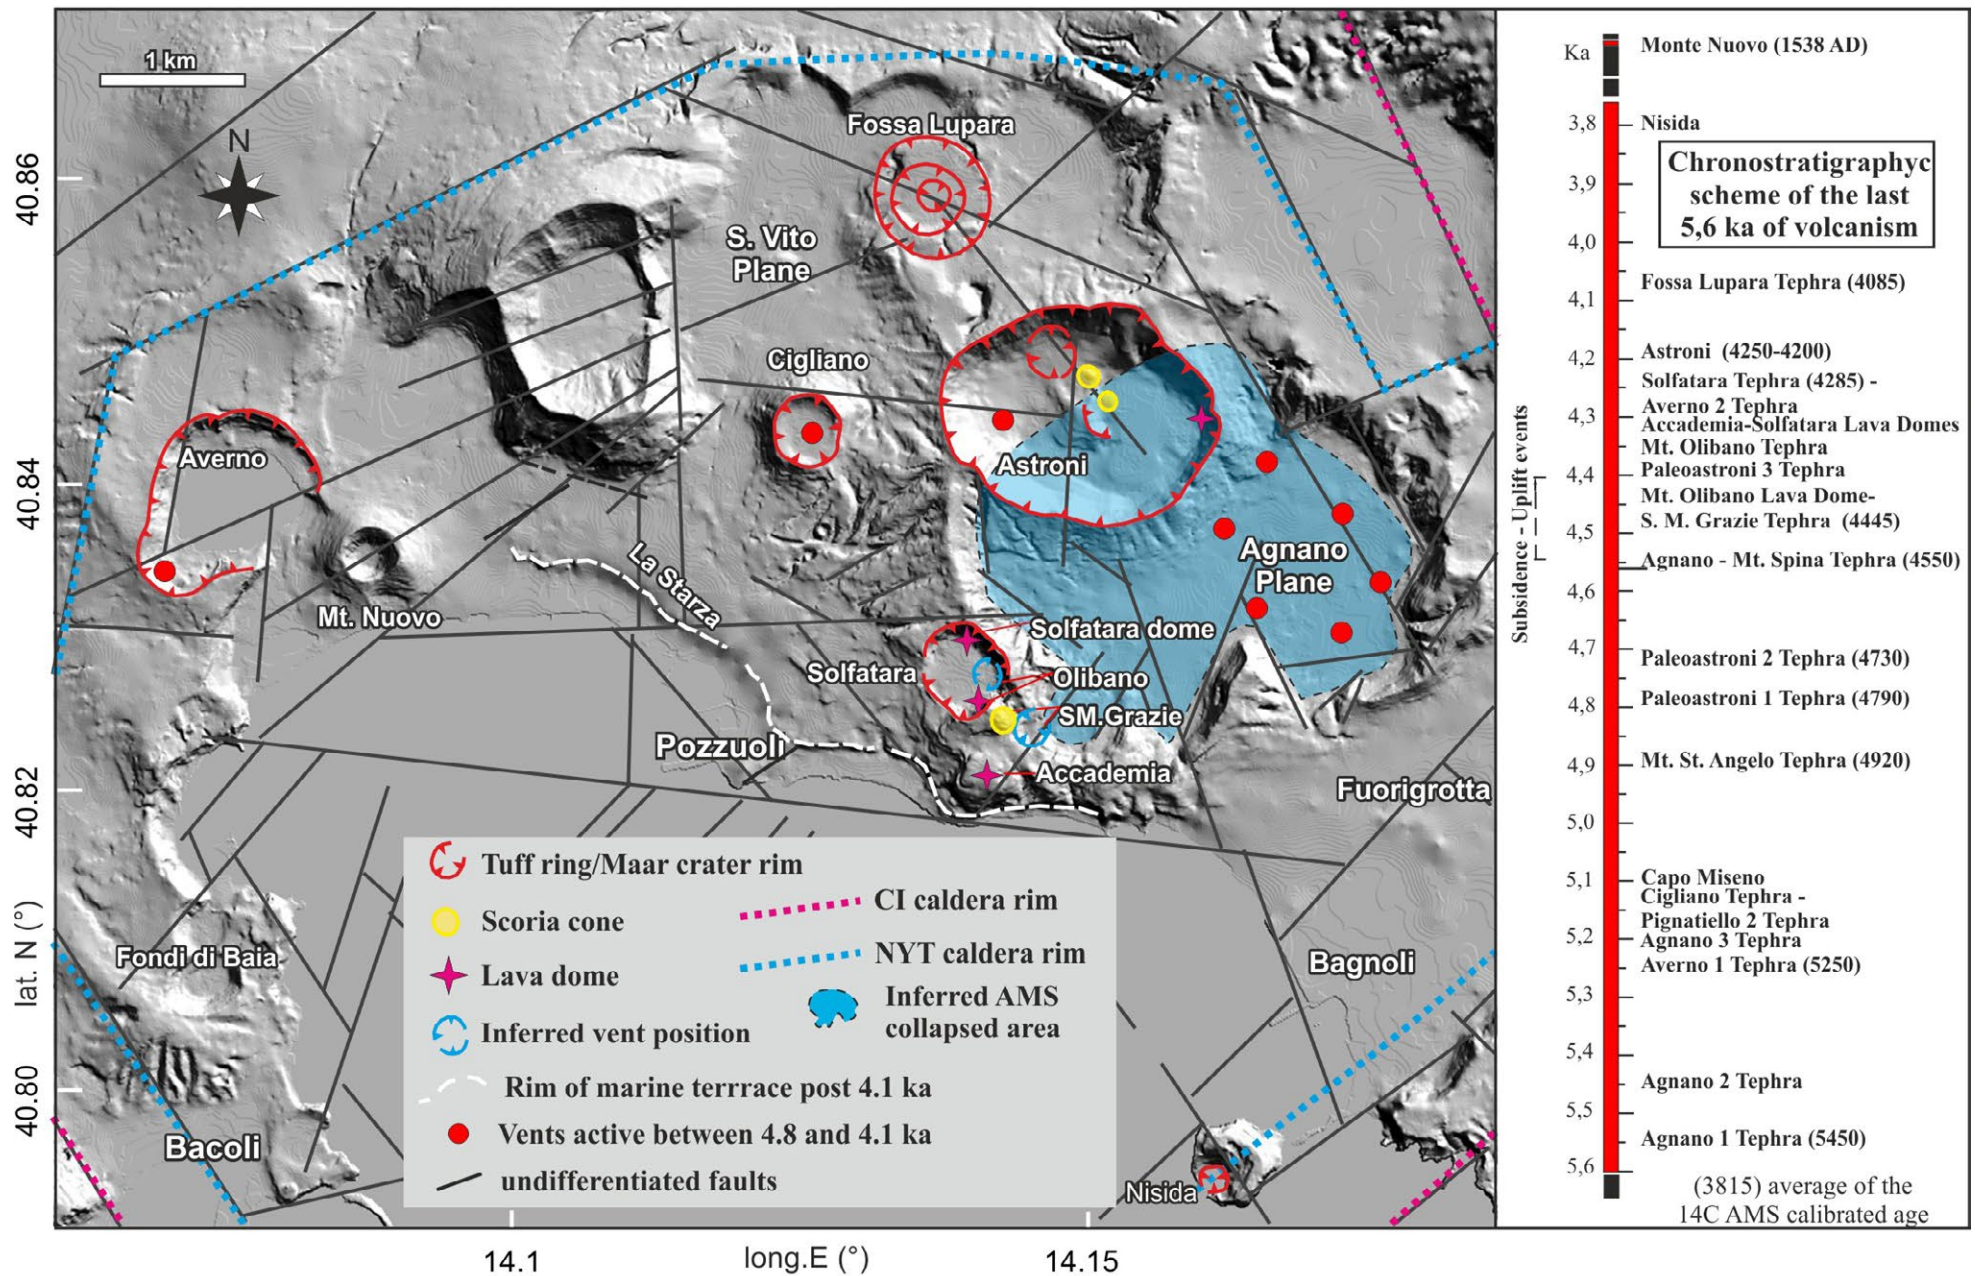 1 km
N
Fossa Lupara
S. Vito
Plane
Cigliano
Averno
Astroni
Agnano
Plane
La Starza
Mt. Nuovo
Solfatara dome
Solfatara
Olibano
SM.Grazie
Pozzuoli
Accademia
Fuorigrotta
Fondi di Baia
Bagnoli
Bacoli
Nisida
Tuff ring/Maar crater rim
Scoria cone
Lava dome
Inferred vent position
Rim of marine terrrace post 4.1 ka
Vents active between 4.8 and 4.1 ka
undifferentiated faults
CI caldera rim
NYT caldera rim
Inferred AMS
collapsed area
40.86
40.84
40.82
40.80
lat. N (°)
14.1
long.E (°)
14.15
Ka
Monte Nuovo (1538 AD)
3,8
Nisida
Chronostratigraphyc
scheme of the last
5,6 ka of volcanism
3,9
4,0
Fossa Lupara Tephra (4085)
4,1
Astroni (4250-4200)
4,2
Solfatara Tephra (4285) -
Averno 2 Tephra
4,3
Accademia-Solfatara Lava Domes
Mt. Olibano Tephra
Paleoastroni 3 Tephra
4,4
Mt. Olibano Lava Dome-
S. M. Grazie Tephra (4445)
4,5
Agnano - Mt. Spina Tephra (4550)
4,6
Subsidence - Uplift events
4,7
Paleoastroni 2 Tephra (4730)
Paleoastroni 1 Tephra (4790)
4,8
Mt. St. Angelo Tephra (4920)
4,9
5,0
5,1
Capo Miseno
Cigliano Tephra -
Pignatiello 2 Tephra
5,2
Agnano 3 Tephra
Averno 1 Tephra (5250)
5,3
5,4
Agnano 2 Tephra
5,5
Agnano 1 Tephra (5450)
5,6
(3815) average of the
14C AMS calibrated age